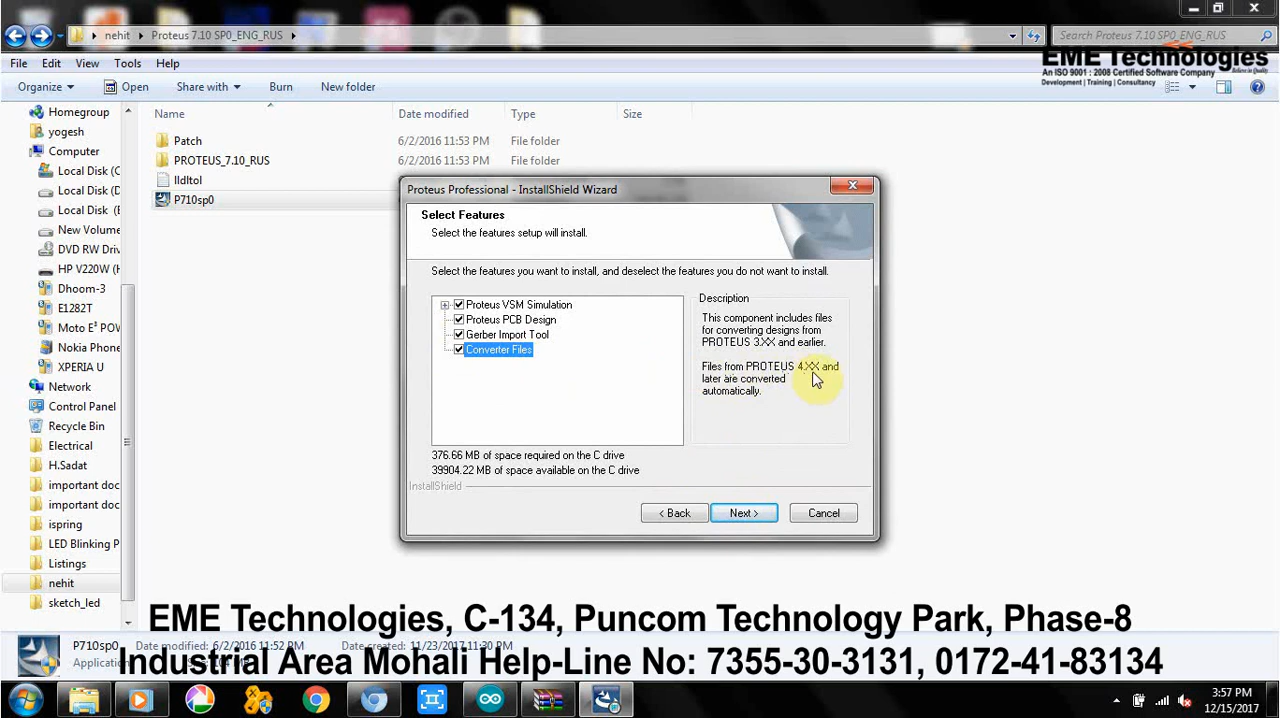 nehit
Proteus 7.10 SP0_ENG_RUS
Search Proteus 7.10 SP0_ENG_RUS
EME Technologies
An ISO 9001 : 2008 Certified Software Company
Development | Training | Consultancy
File Edit View Tools Help
Organize Open Share with Burn New folder
Name Date modified Type Size
Homegroup
yogesh
Computer
Local Disk (C
Local Disk (D
Local Disk (E
New Volume
DVD RW Driv
HP V220W (H
Dhoom-3
E1282T
Moto E³ POW
Nokia Phone
XPERIA U
Network
Control Panel
Recycle Bin
Electrical
H.Sadat
important doc
important doc
ispring
LED Blinking P
Listings
nehit
sketch_led
Patch 6/2/2016 11:53 PM File folder
PROTEUS_7.10_RUS 6/2/2016 11:53 PM File folder
lldltol
P710sp0
Proteus Professional - InstallShield Wizard
Select Features
Select the features setup will install.
Select the features you want to install, and deselect the features you do not want to install.
Proteus VSM Simulation
Proteus PCB Design
Gerber Import Tool
Converter Files
Description
This component includes files
for converting designs from
PROTEUS 3.XX and earlier.
Files from PROTEUS 4.XX and
later are converted
automatically.
376.66 MB of space required on the C drive
39904.22 MB of space available on the C drive
InstallShield
< Back Next > Cancel
EME Technologies, C-134, Puncom Technology Park, Phase-8
P710sp0 Date modified: 6/2/2016 11:52 PM Date created: 11/23/2017 11:30 PM
Industrial Area Mohali Help-Line No: 7355-30-3131, 0172-41-83134
3:57 PM
12/15/2017